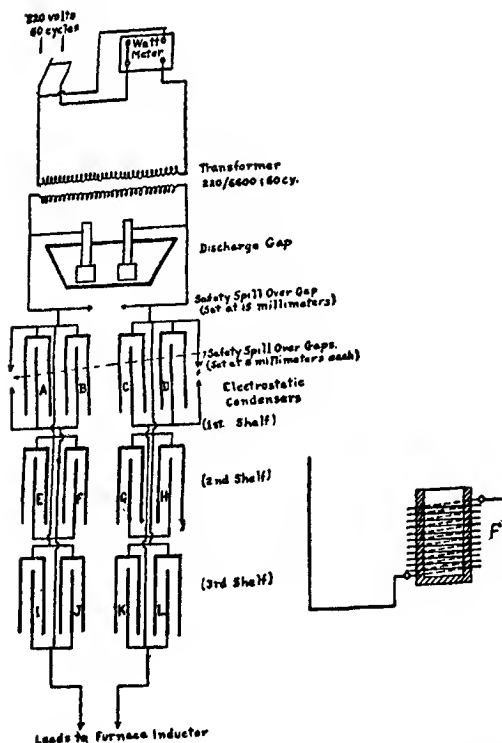 220 volts
60 cycles
Watt
Meter
Transformer
220/6600 ; 60cy.
Discharge Gap
Safety Spill Over Gap
(Set at 15 millimeters)
Safety Spill Over Gaps.
(Set at 8 millimeters each)
A
B
C
D
Electrostatic
Condensers
(1st Shelf)
E
F
G
H
(2nd Shelf)
I
J
K
L
(3rd Shelf)
Leads to Furnace Inductor